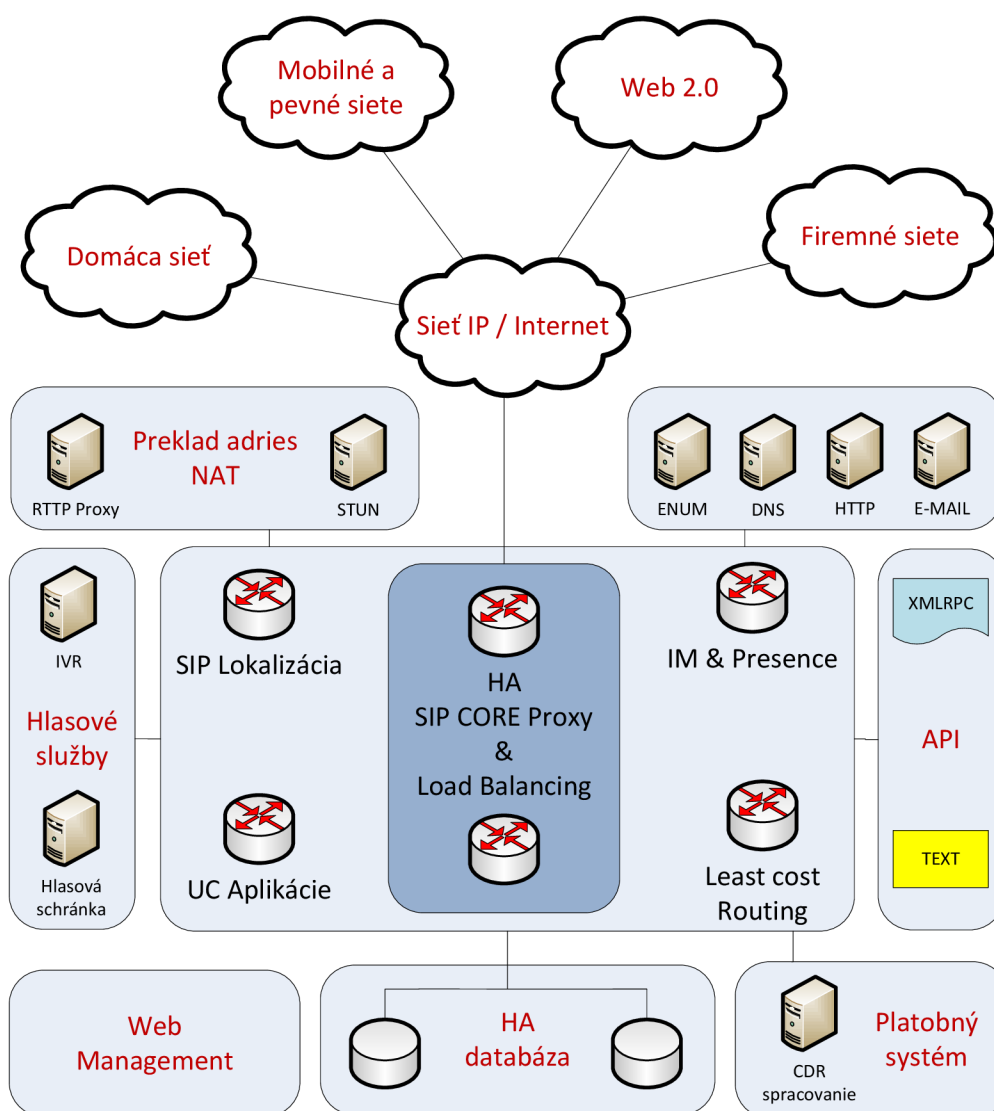 Mobilné a
pevné siete
Web 2.0
Domáca sieť
Firemné siete
Sieť IP / Internet
Preklad adries
NAT
RTTP Proxy
STUN
ENUM
DNS
HTTP
E-MAIL
IVR
Hlasové
služby
Hlasová
schránka
SIP Lokalizácia
UC Aplikácie
HA
SIP CORE Proxy
&
Load Balancing
IM & Presence
Least cost
Routing
XMLRPC
API
TEXT
Web
Management
HA
databáza
Platobný
systém
CDR
spracovanie